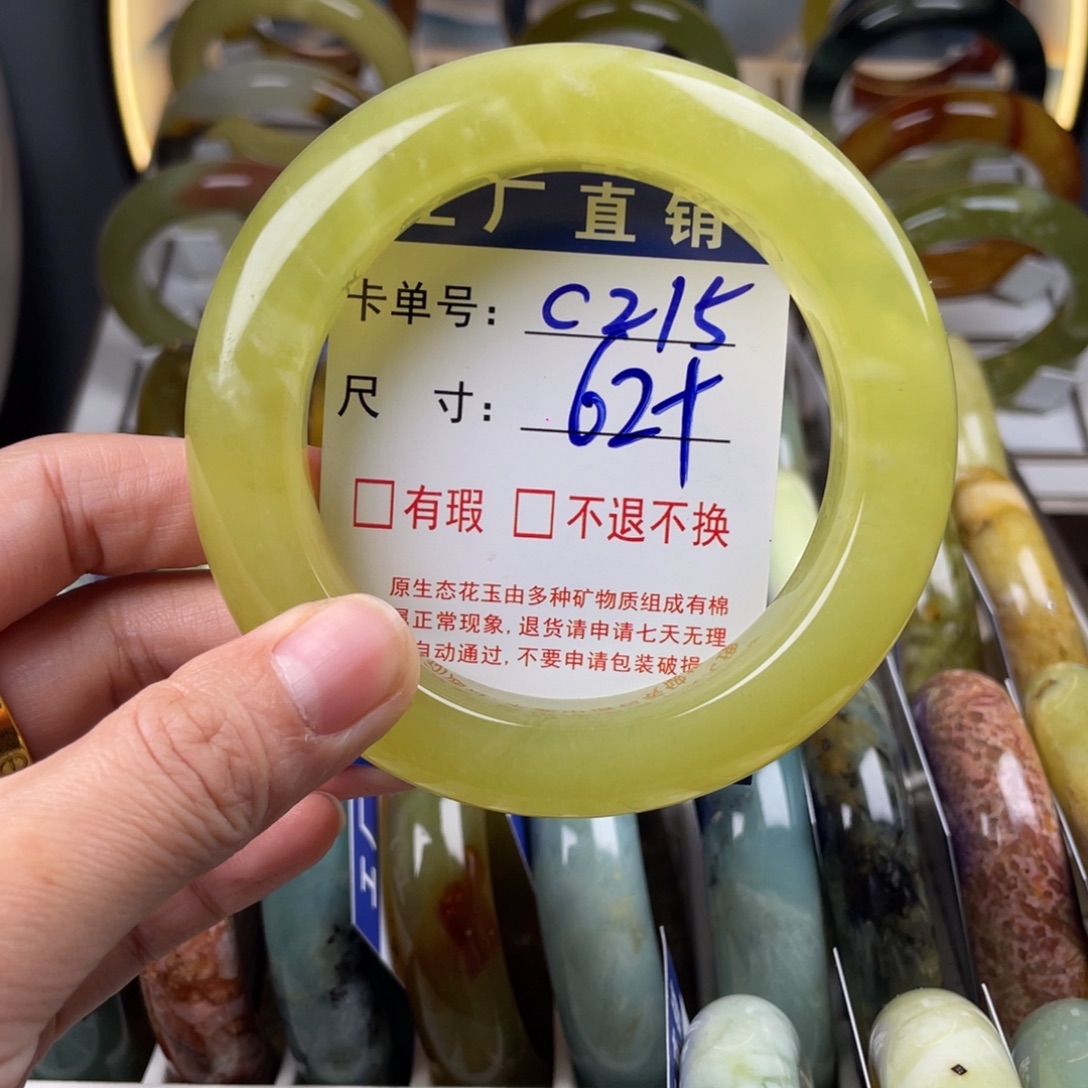 工厂直销
卡单号： C215
尺 寸： 62+
□有瑕 □不退不换
原生态花玉由多种矿物质组成有棉
属正常现象，退货请申请七天无理
自动通过，不要申请包装破损